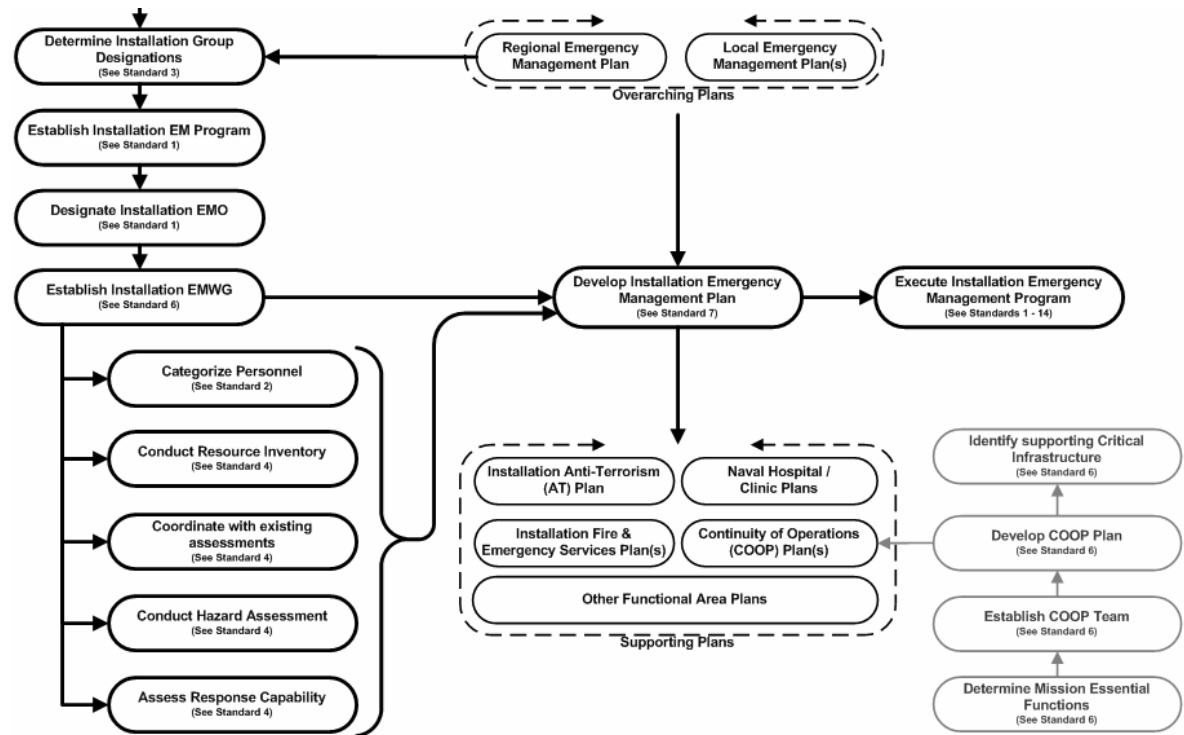 Determine Installation Group
Designations
(See Standard 3)
Regional Emergency
Management Plan
Local Emergency
Management Plan(s)
Overarching Plans
Establish Installation EM Program
(See Standard 1)
Designate Installation EMO
(See Standard 1)
Establish Installation EMWG
(See Standard 6)
Develop Installation Emergency
Management Plan
(See Standard 7)
Execute Installation Emergency
Management Program
(See Standards 1 - 14)
Categorize Personnel
(See Standard 2)
Conduct Resource Inventory
(See Standard 4)
Coordinate with existing
assessments
(See Standard 4)
Conduct Hazard Assessment
(See Standard 4)
Assess Response Capability
(See Standard 4)
Installation Anti-Terrorism
(AT) Plan
Naval Hospital /
Clinic Plans
Installation Fire &
Emergency Services Plan(s)
Continuity of Operations
(COOP) Plan(s)
Other Functional Area Plans
Supporting Plans
Identify supporting Critical
Infrastructure
(See Standard 6)
Develop COOP Plan
(See Standard 6)
Establish COOP Team
(See Standard 6)
Determine Mission Essential
Functions
(See Standard 6)